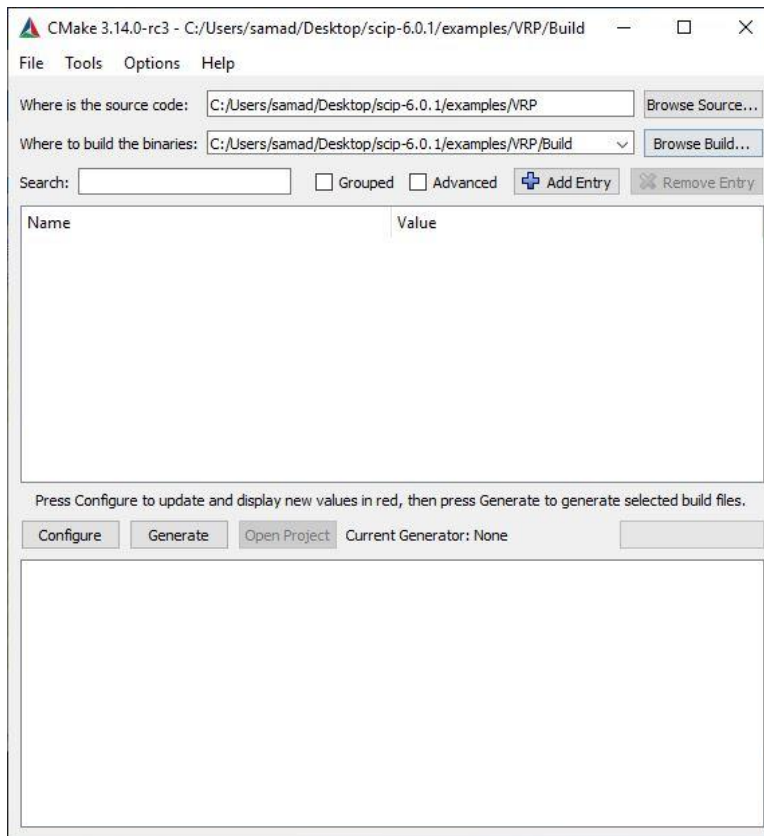 CMake 3.14.0-rc3 - C:/Users/samad/Desktop/scip-6.0.1/examples/VRP/Build
File Tools Options Help
Where is the source code: C:/Users/samad/Desktop/scip-6.0.1/examples/VRP Browse Source...
Where to build the binaries: C:/Users/samad/Desktop/scip-6.0.1/examples/VRP/Build Browse Build...
Search: Grouped Advanced Add Entry Remove Entry
Name Value
Press Configure to update and display new values in red, then press Generate to generate selected build files.
Configure Generate Open Project Current Generator: None